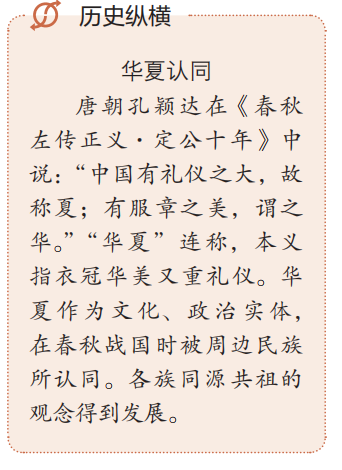 历史纵横
华夏认同
唐朝孔颖达在《春秋
左传正义·定公十年》中
说：“中国有礼仪之大，故
称夏；有服章之美，谓之
华。”“华夏”连称，本义
指衣冠华美又重礼仪。华
夏作为文化、政治实体，
在春秋战国时被周边民族
所认同。各族同源共祖的
观念得到发展。